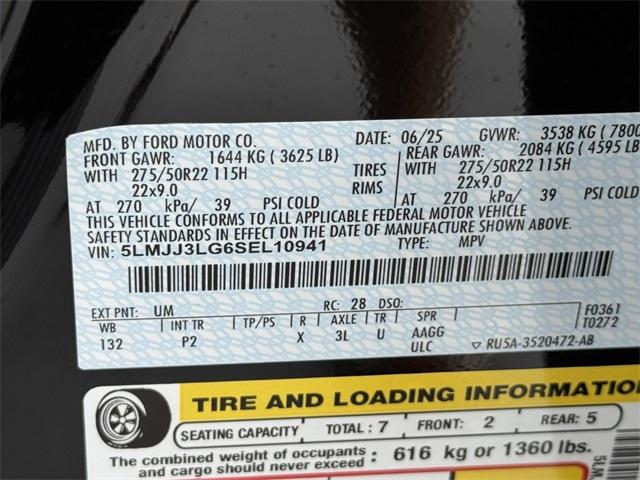 MFD. BY FORD MOTOR CO. DATE: 06/25 GVWR: 3538 KG ( 7800
FRONT GAWR: 1644 KG ( 3625 LB) REAR GAWR: 2084 KG ( 4595 LB
WITH 275/50R22 115H TIRES WITH 275/50R22 115H
22x9.0 RIMS 22x9.0
AT 270 kPa/ 39 PSI COLD AT 270 kPa/ 39 PSI COLD
THIS VEHICLE CONFORMS TO ALL APPLICABLE FEDERAL MOTOR VEHICLE
SAFETY STANDARDS IN EFFECT ON THE DATE OF MANUFACTURE SHOWN ABOVE.
VIN: 5LMJJ3LG6SEL10941 TYPE: MPV
EXT PNT: UM RC: 28 DSO: F0361
WB INT TR TP/PS R AXLE TR SPR T0272
132 P2 X 3L U AAGG
ULC ▽ RU5A-3520472-AB
TIRE AND LOADING INFORMATION
SEATING CAPACITY TOTAL : 7 FRONT: 2 REAR: 5
The combined weight of occupants
and cargo should never exceed : 616 kg or 1360 lbs.
5LM